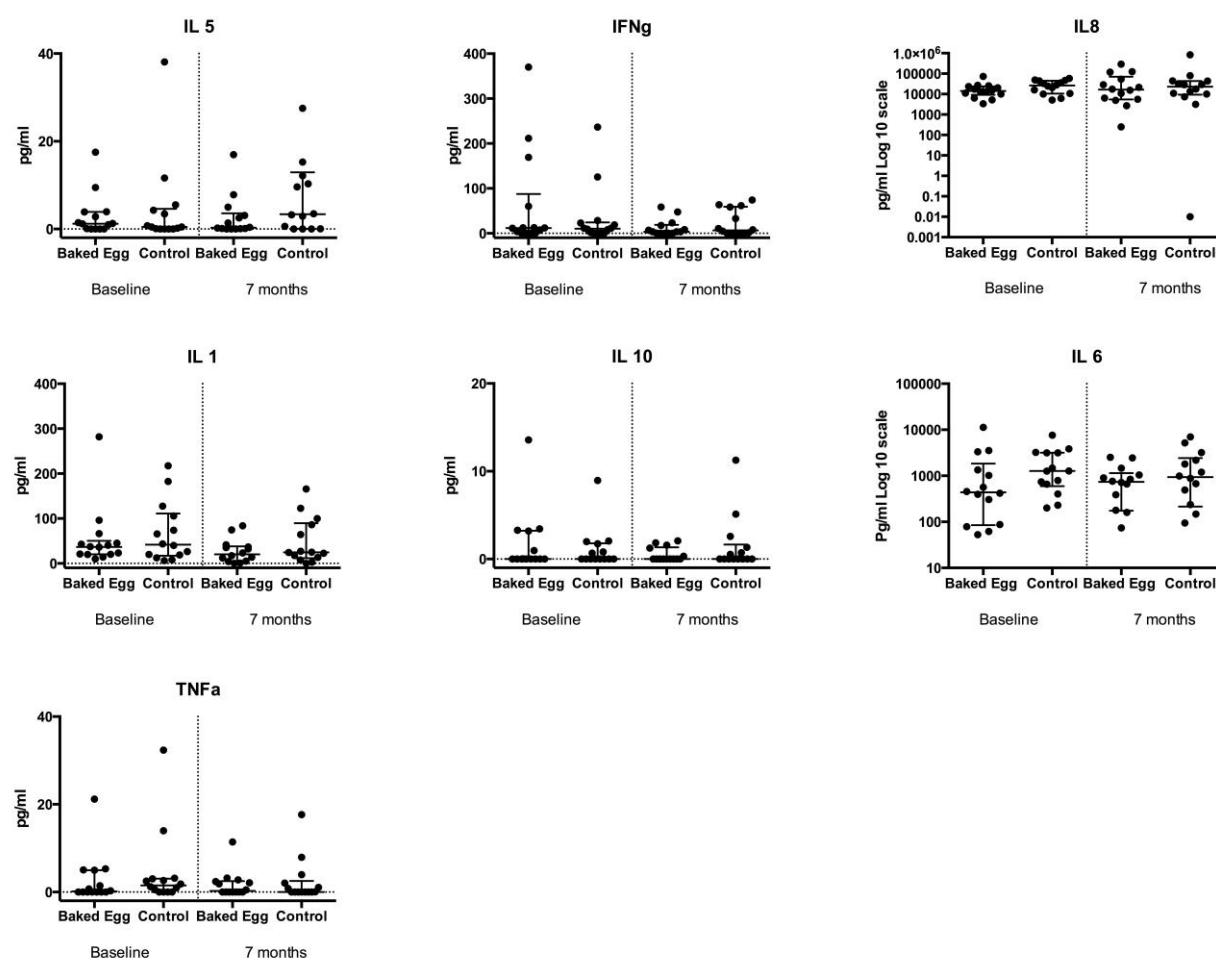 IL 5
40
20
0
pg/ml
Baked Egg Control Baked Egg Control
Baseline 7 months
IFNg
400
300
200
100
0
pg/ml
Baked Egg Control Baked Egg Control
Baseline 7 months
IL8
1.0×10⁶
100000
10000
1000
100
10
1
0.1
0.01
0.001
pg/ml Log 10 scale
Baked Egg Control Baked Egg Control
Baseline 7 months
IL 1
400
300
200
100
0
pg/ml
Baked Egg Control Baked Egg Control
Baseline 7 months
IL 10
20
10
0
pg/ml
Baked Egg Control Baked Egg Control
Baseline 7 months
IL 6
100000
10000
1000
100
10
Pg/ml Log 10 scale
Baked Egg Control Baked Egg Control
Baseline 7 months
TNFa
40
20
0
pg/ml
Baked Egg Control Baked Egg Control
Baseline 7 months